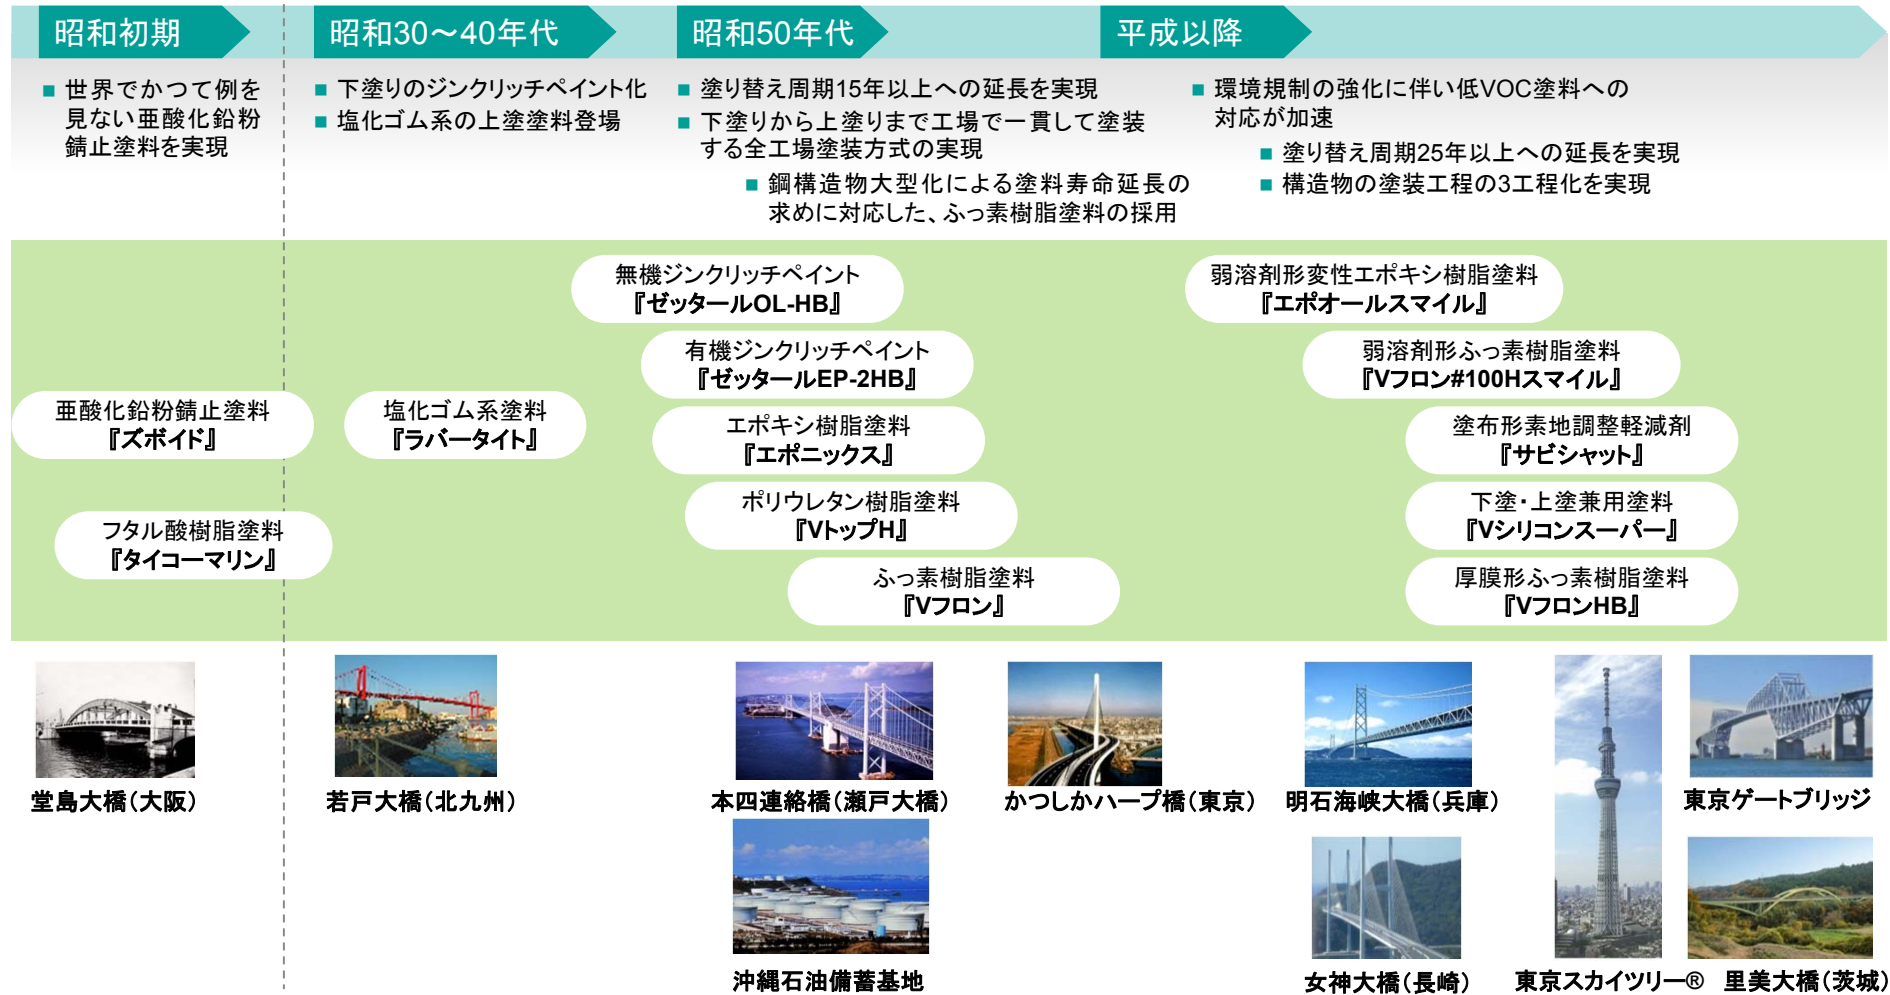 昭和初期
昭和30～40年代
昭和50年代
平成以降
■ 世界でかつて例を
見ない亜酸化鉛粉
錆止塗料を実現
■ 下塗りのジンクリッチペイント化
■ 塩化ゴム系の上塗塗料登場
■ 塗り替え周期15年以上への延長を実現
■ 下塗りから上塗りまで工場で一貫して塗装
する全工場塗装方式の実現
■ 鋼構造物大型化による塗料寿命延長の
求めに対応した、ふっ素樹脂塗料の採用
■ 環境規制の強化に伴い低VOC塗料への
対応が加速
■ 塗り替え周期25年以上への延長を実現
■ 構造物の塗装工程の3工程化を実現
亜酸化鉛粉錆止塗料
『ズボイド』
フタル酸樹脂塗料
『タイコーマリン』
塩化ゴム系塗料
『ラバータイト』
無機ジンクリッチペイント
『ゼッタールOL-HB』
有機ジンクリッチペイント
『ゼッタールEP-2HB』
エポキシ樹脂塗料
『エポニックス』
ポリウレタン樹脂塗料
『VトップH』
ふっ素樹脂塗料
『Vフロン』
弱溶剤形変性エポキシ樹脂塗料
『エポオールスマイル』
弱溶剤形ふっ素樹脂塗料
『Vフロン#100Hスマイル』
塗布形素地調整軽減剤
『サビシャット』
下塗・上塗兼用塗料
『Vシリコンスーパー』
厚膜形ふっ素樹脂塗料
『VフロンHB』
堂島大橋（大阪）
若戸大橋（北九州）
本四連絡橋（瀬戸大橋）
かつしかハープ橋（東京）
明石海峡大橋（兵庫）
東京ゲートブリッジ
沖縄石油備蓄基地
女神大橋（長崎）
東京スカイツリー®
里美大橋（茨城）